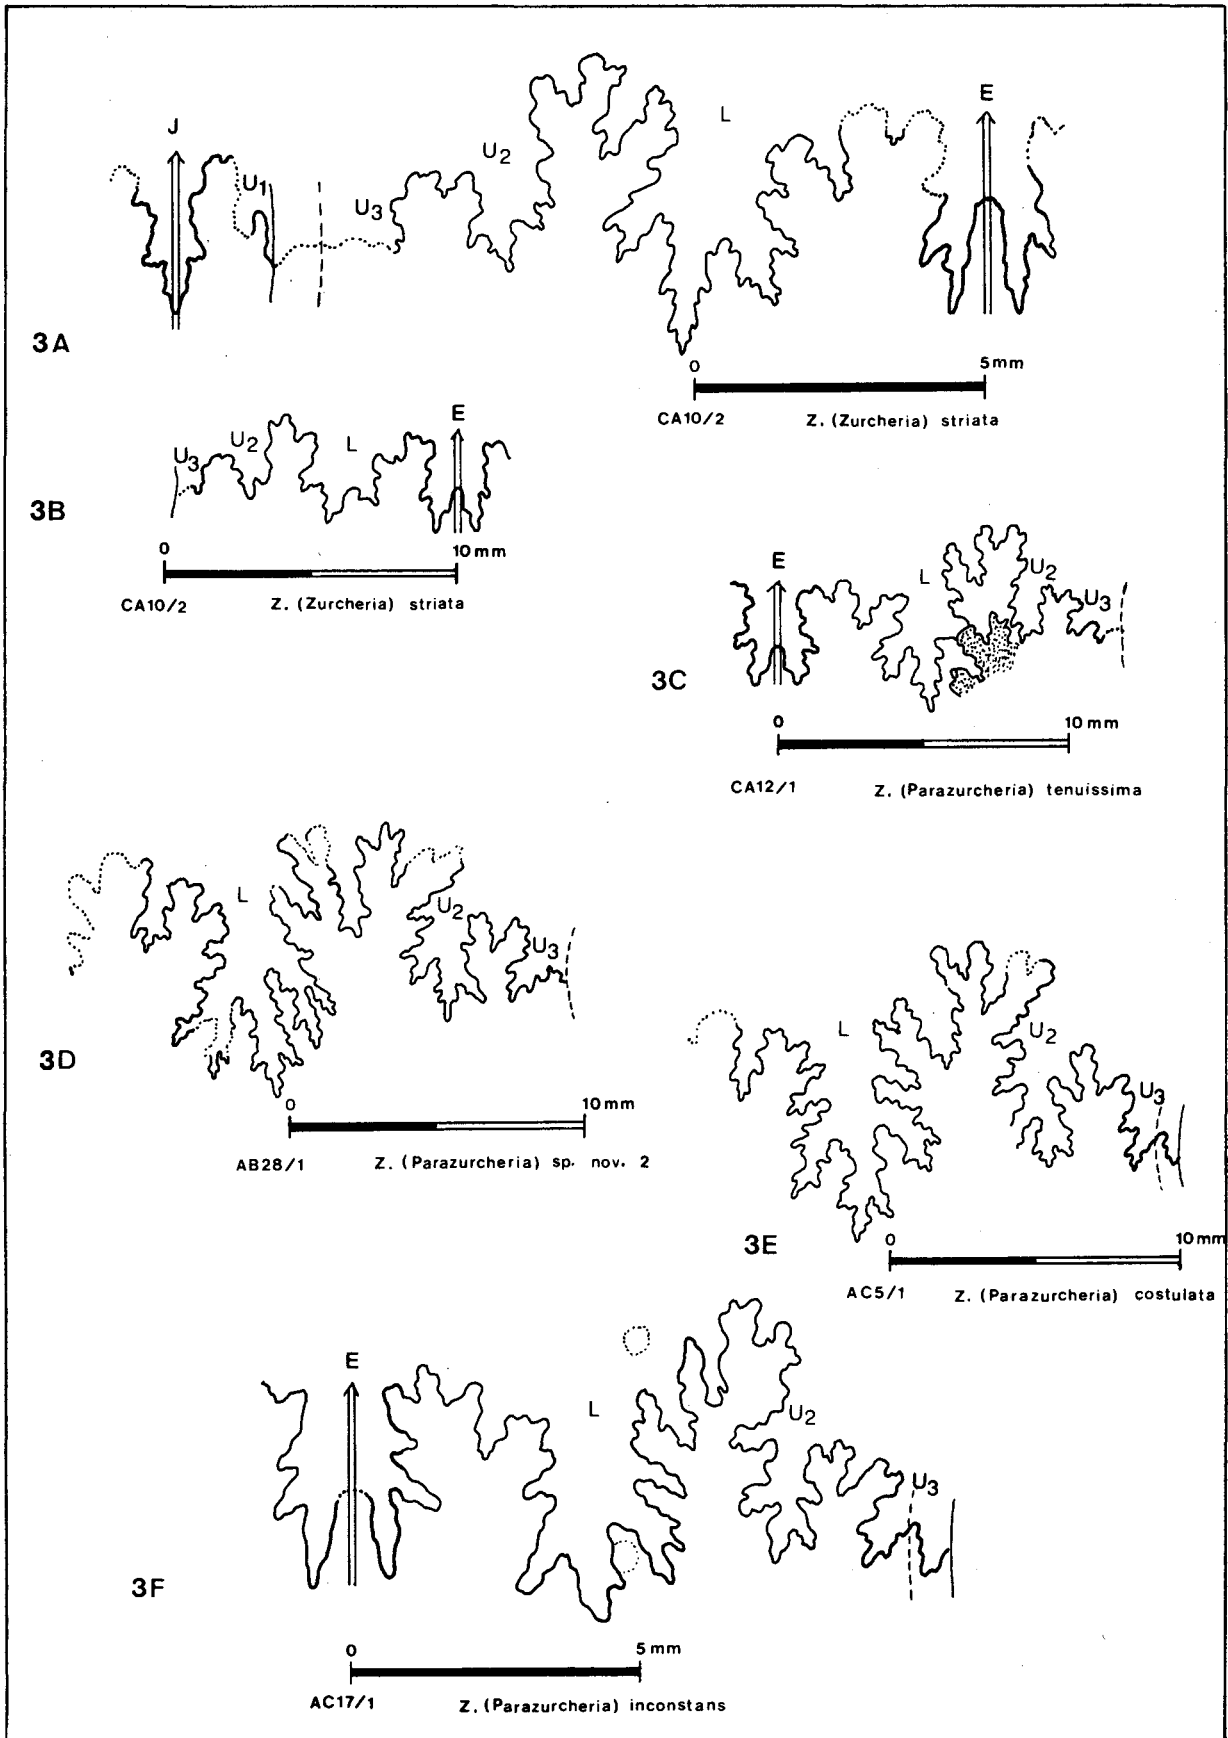 J
U1
U3
U2
L
E
3A
0 5mm
CA10/2 Z. (Zurcheria) striata
U3
U2
L
E
3B
0 10mm
CA10/2 Z. (Zurcheria) striata
E
L
U2
U3
3C
0 10mm
CA12/1 Z. (Parazurcheria) tenuissima
L
U2
U3
3D
0 10mm
AB28/1 Z. (Parazurcheria) sp. nov. 2
L
U2
U3
3E
0 10mm
AC5/1 Z. (Parazurcheria) costulata
E
L
U2
U3
3F
0 5mm
AC17/1 Z. (Parazurcheria) inconstans